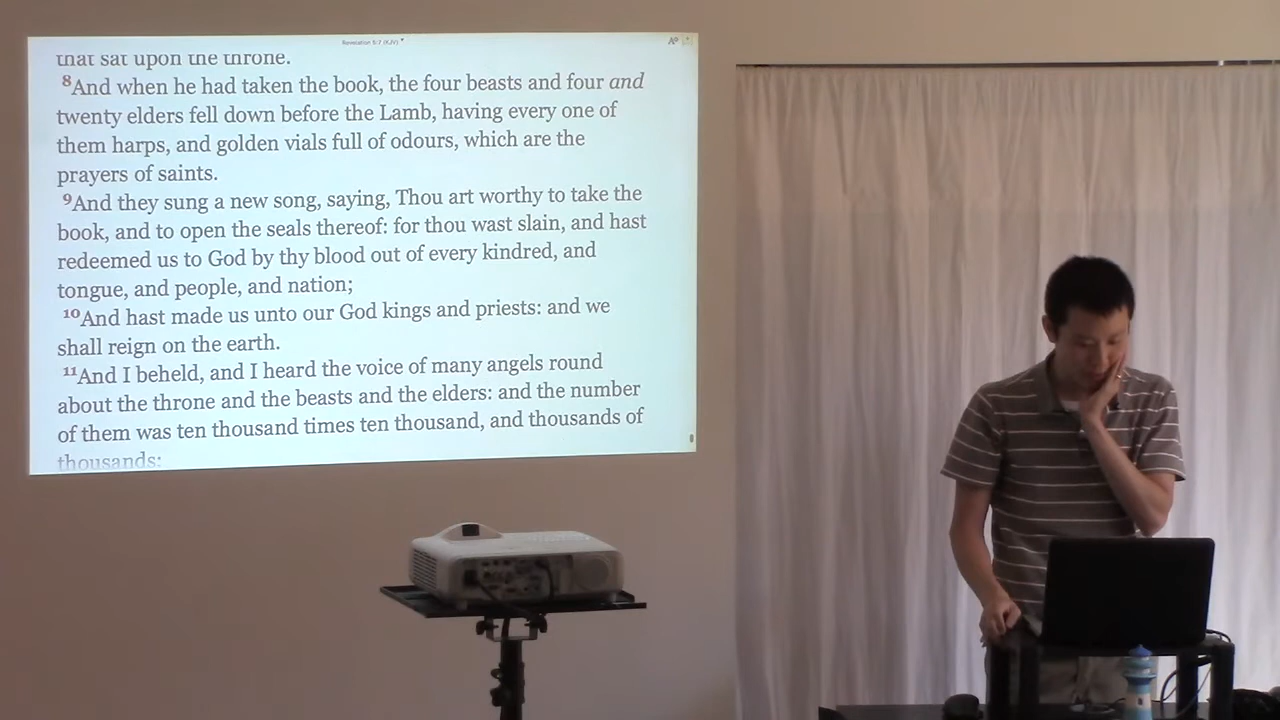 Revelation 5:7 (KJV)
that sat upon the throne.
8And when he had taken the book, the four beasts and four and
twenty elders fell down before the Lamb, having every one of
them harps, and golden vials full of odours, which are the
prayers of saints.
9And they sung a new song, saying, Thou art worthy to take the
book, and to open the seals thereof: for thou wast slain, and hast
redeemed us to God by thy blood out of every kindred, and
tongue, and people, and nation;
10And hast made us unto our God kings and priests: and we
shall reign on the earth.
11And I beheld, and I heard the voice of many angels round
about the throne and the beasts and the elders: and the number
of them was ten thousand times ten thousand, and thousands of
thousands: